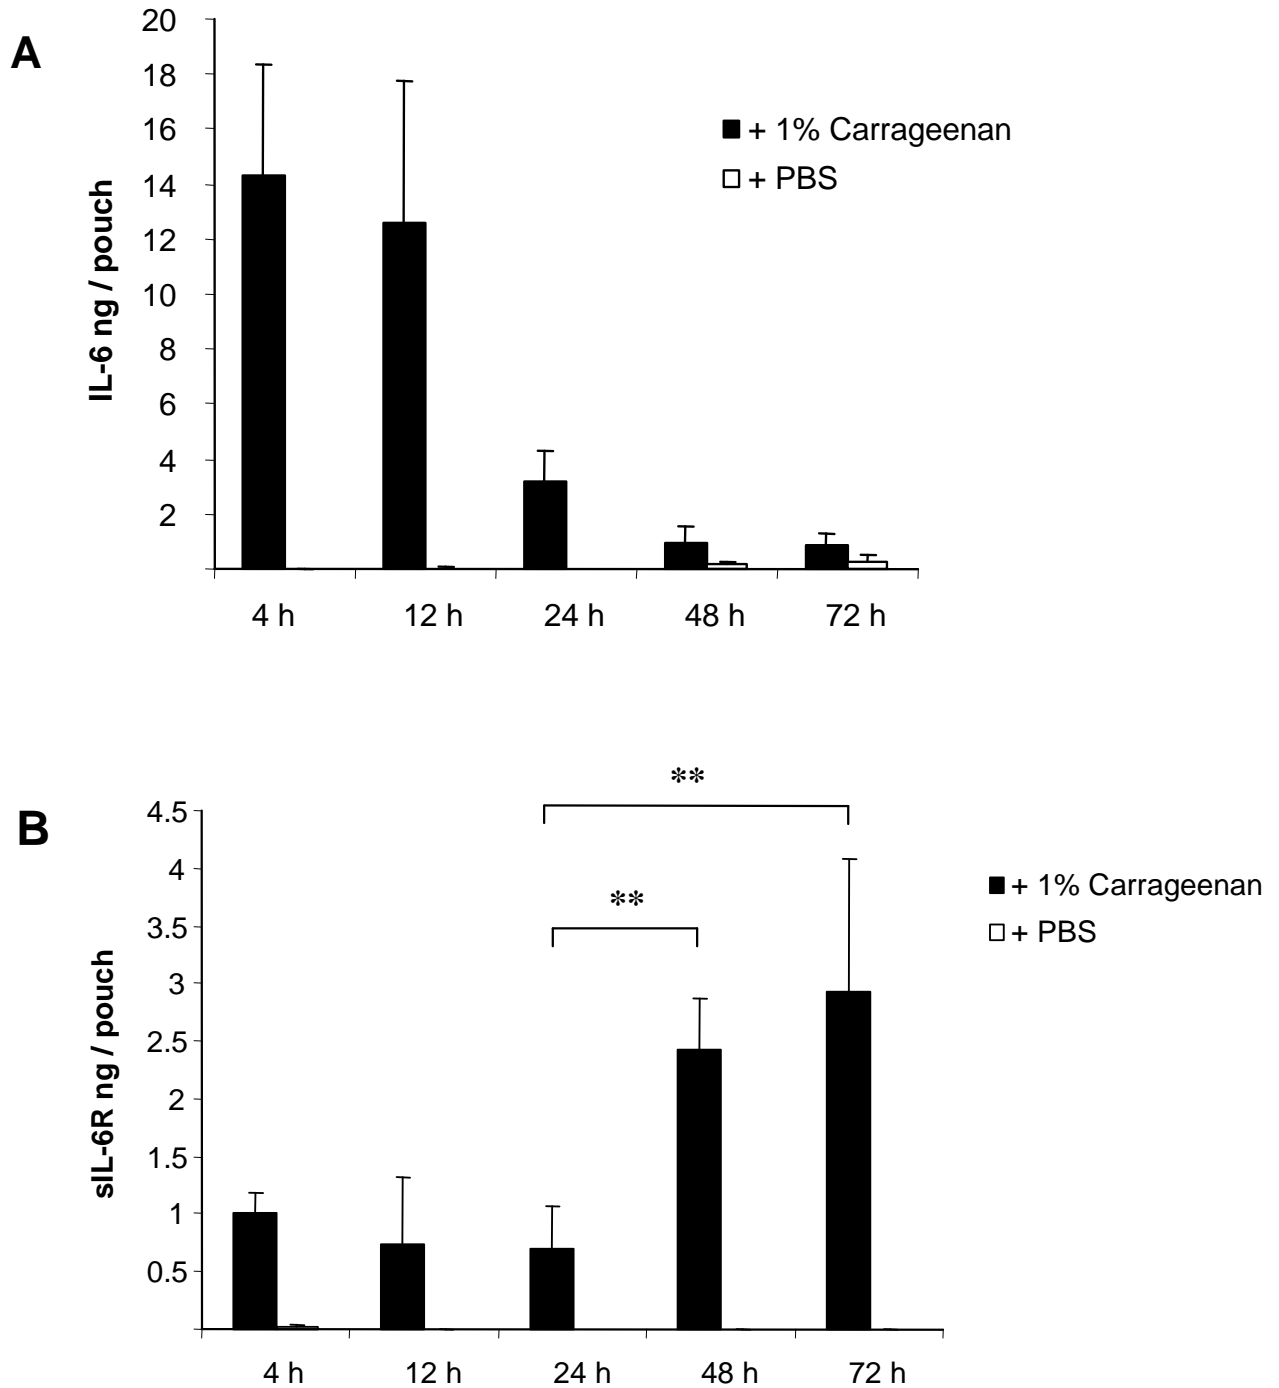 A
20
18
16
14
12
10
8
6
4
2
IL-6 ng / pouch
+ 1% Carrageenan
+ PBS
4 h 12 h 24 h 48 h 72 h
B
**
**
4.5
4
3.5
3
2.5
2
1.5
1
0.5
sIL-6R ng / pouch
+ 1% Carrageenan
+ PBS
4 h 12 h 24 h 48 h 72 h